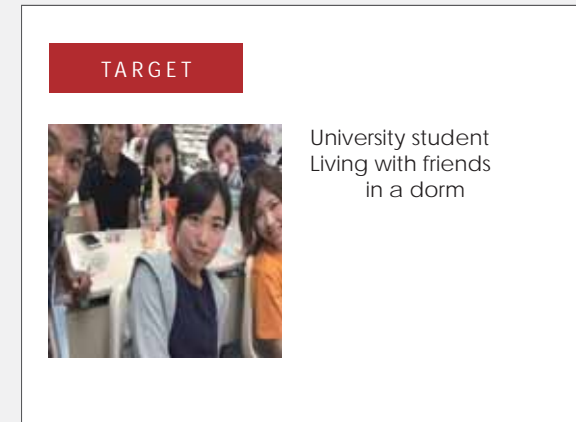 TARGET
University student
Living with friends
in a dorm